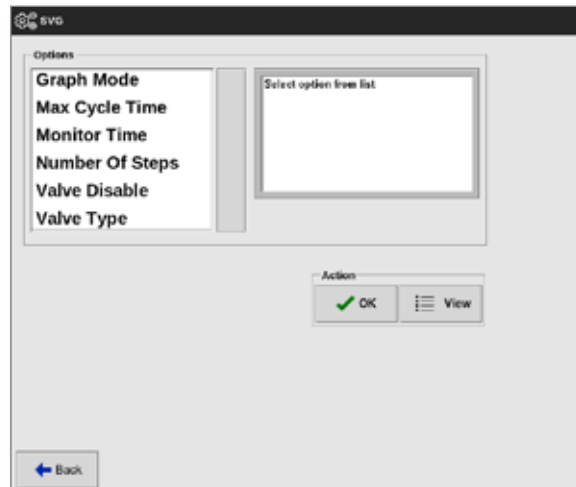 SVG
Options
Graph Mode
Max Cycle Time
Monitor Time
Number Of Steps
Valve Disable
Valve Type
Select option from list
Action
OK
View
Back